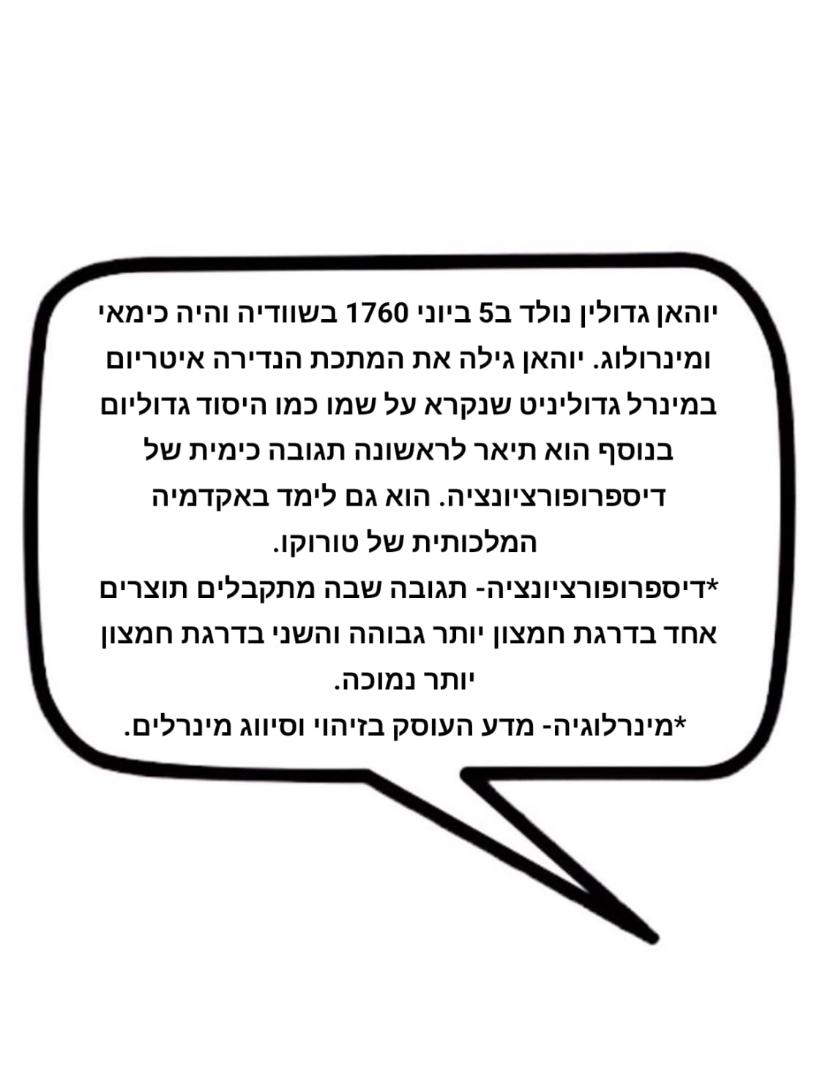 יוהאן גדולין נולד ב5 ביוני 1760 בשוודיה והיה כימאי
ומינרולוג. יוהאן גילה את המתכת הנדירה איטריום
במינרל גדוליניט שנקרא על שמו כמו היסוד גדוליום
בנוסף הוא תיאר לראשונה תגובה כימית של
דיספרופורציונציה. הוא גם לימד באקדמיה
המלכותית של טורוקו.
*דיספרופורציונציה- תגובה שבה מתקבלים תוצרים
אחד בדרגת חמצון יותר גבוהה והשני בדרגת חמצון
יותר נמוכה.
*מינרלוגיה- מדע העוסק בזיהוי וסיווג מינרלים.